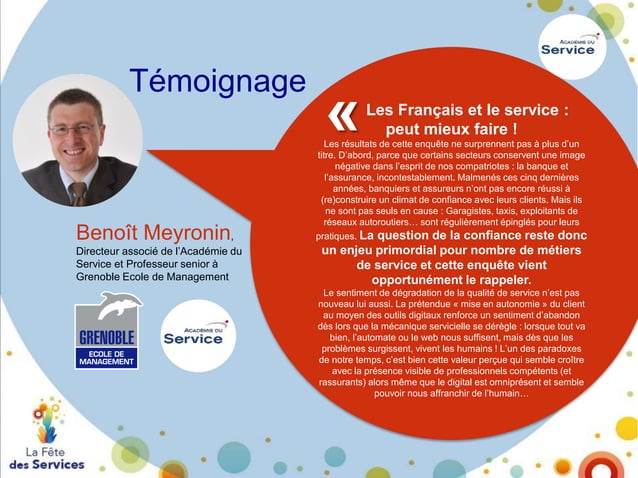 ACADÉMIE DU
Service
Témoignage
«
Les Français et le service :
peut mieux faire !
Les résultats de cette enquête ne surprennent pas à plus d’un
titre. D’abord, parce que certains secteurs conservent une image
négative dans l’esprit de nos compatriotes : la banque et
l’assurance, incontestablement. Malmenés ces cinq dernières
années, banquiers et assureurs n’ont pas encore réussi à
(re)construire un climat de confiance avec leurs clients. Mais ils
ne sont pas seuls en cause : Garagistes, taxis, exploitants de
réseaux autoroutiers… sont régulièrement épinglés pour leurs
pratiques. La question de la confiance reste donc
un enjeu primordial pour nombre de métiers
de service et cette enquête vient
opportunément le rappeler.
Le sentiment de dégradation de la qualité de service n’est pas
nouveau lui aussi. La prétendue « mise en autonomie » du client
au moyen des outils digitaux renforce un sentiment d’abandon
dès lors que la mécanique servicielle se dérègle : lorsque tout va
bien, l’automate ou le web nous suffisent, mais dès que les
problèmes surgissent, vivent les humains ! L’un des paradoxes
de notre temps, c’est bien cette valeur perçue qui semble croître
avec la présence visible de professionnels compétents (et
rassurants) alors même que le digital est omniprésent et semble
pouvoir nous affranchir de l’humain…
Benoît Meyronin,
Directeur associé de l’Académie du
Service et Professeur senior à
Grenoble Ecole de Management
GRENOBLE
ECOLE DE
MANAGEMENT
ACADÉMIE DU
Service
La Fête
des Services